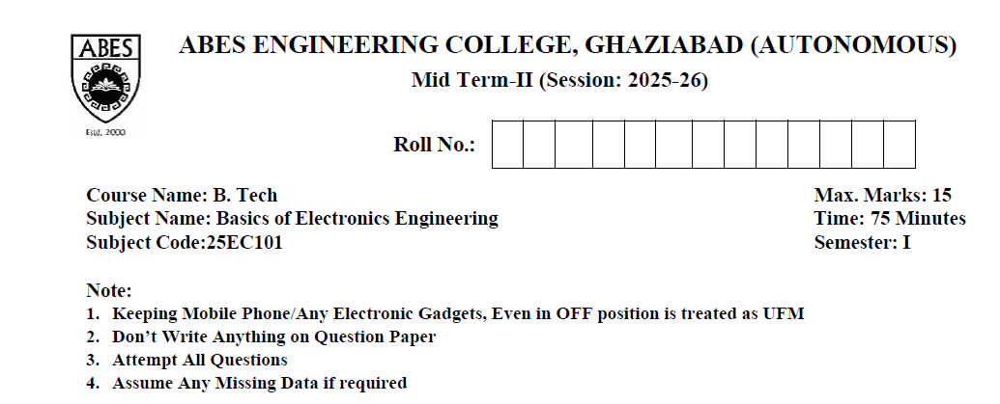 ABES
Estd. 2000
ABES ENGINEERING COLLEGE, GHAZIABAD (AUTONOMOUS)
Mid Term-II (Session: 2025-26)
Roll No.:
Course Name: B. Tech
Max. Marks: 15
Subject Name: Basics of Electronics Engineering
Time: 75 Minutes
Subject Code:25EC101
Semester: I
Note:
1. Keeping Mobile Phone/Any Electronic Gadgets, Even in OFF position is treated as UFM
2. Don’t Write Anything on Question Paper
3. Attempt All Questions
4. Assume Any Missing Data if required